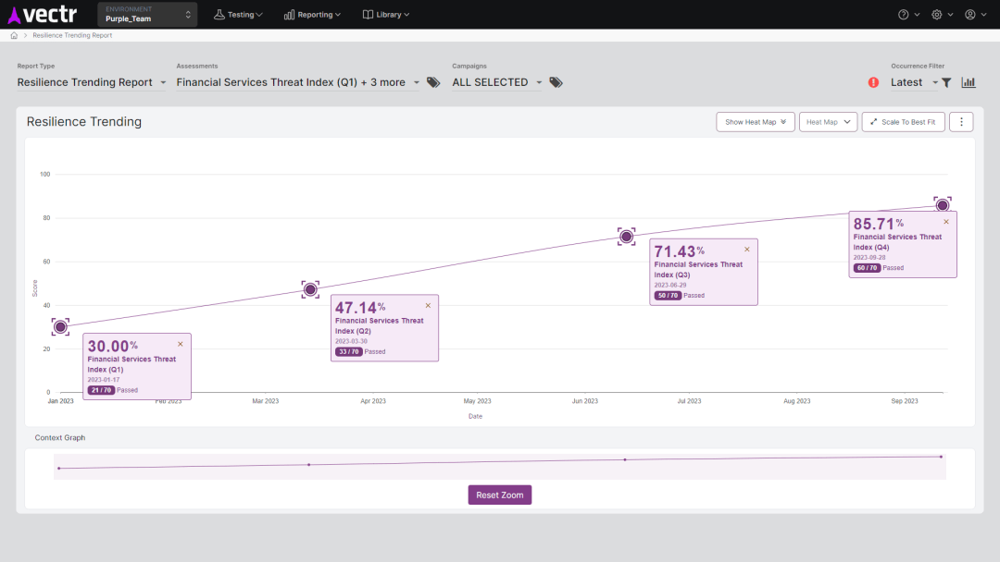 vectr
ENVIRONMENT
Purple_Team
Testing
Reporting
Library
Resilience Trending Report
Report Type
Resilience Trending Report
Assessments
Financial Services Threat Index (Q1) + 3 more
Campaigns
ALL SELECTED
Occurrence Filter
Latest
Resilience Trending
Show Heat Map
Heat Map
Scale To Best Fit
100
80
60
40
20
0
Score
85.71%
Financial Services Threat
Index (Q4)
2023-09-28
60 / 70 Passed
71.43%
Financial Services Threat
Index (Q3)
2023-06-29
50 / 70 Passed
47.14%
Financial Services Threat
Index (Q2)
2023-03-30
33 / 70 Passed
30.00%
Financial Services Threat
Index (Q1)
2023-01-17
21 / 70 Passed
Jan 2023
Feb 2023
Mar 2023
Apr 2023
May 2023
Jun 2023
Jul 2023
Aug 2023
Sep 2023
Date
Context Graph
Reset Zoom